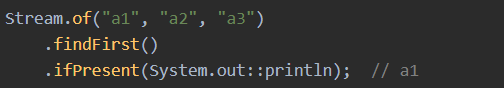 Stream.of("a1", "a2", "a3")
    .findFirst()
    .ifPresent(System.out::println);  // a1